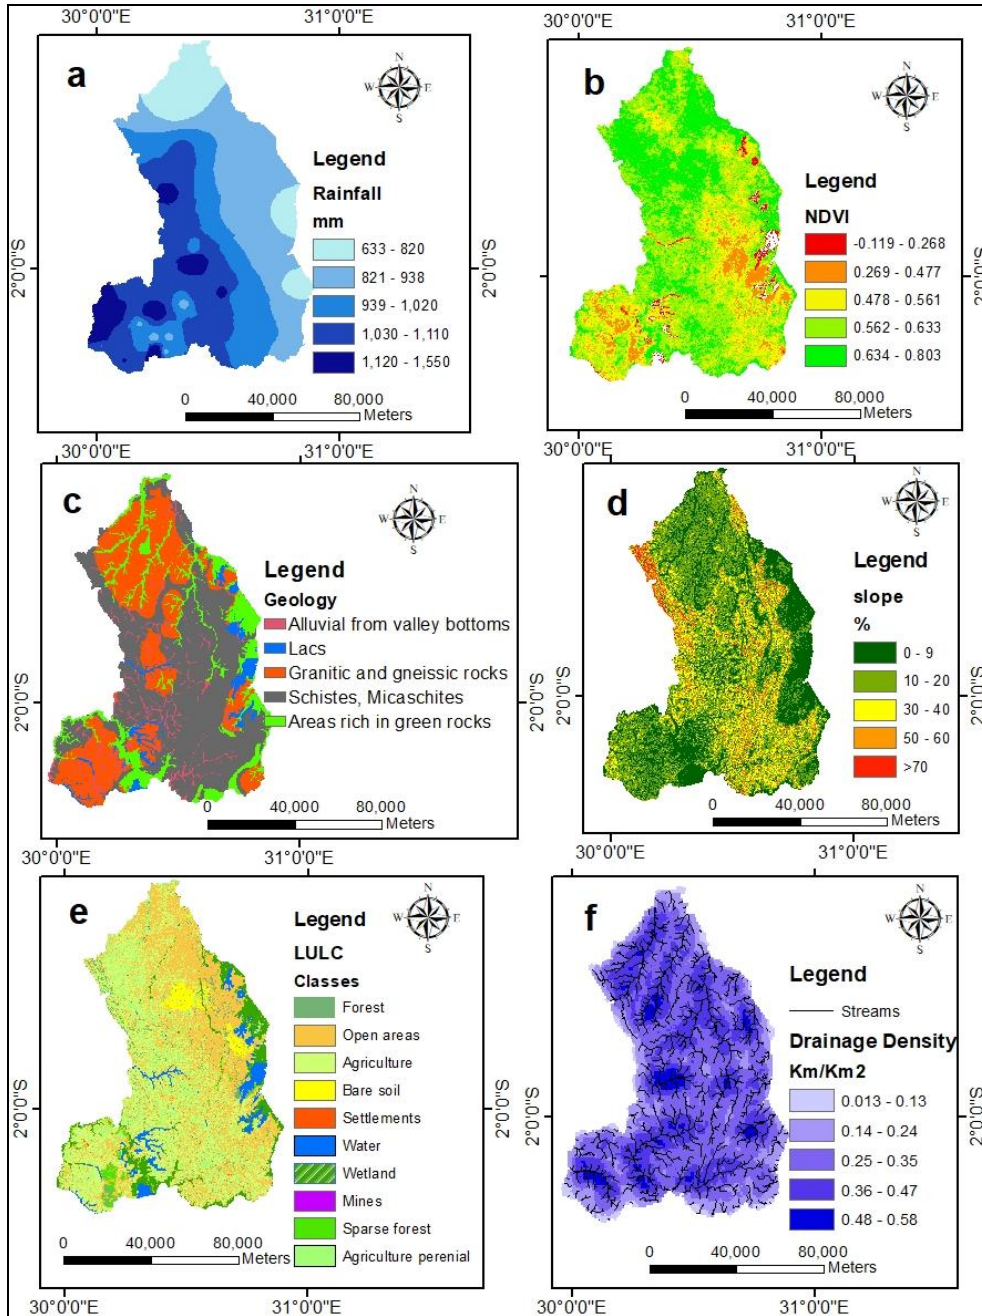 30°0'0"E 31°0'0"E 30°0'0"E 31°0'0"E
a
N
W E
S
Legend
Rainfall
mm
633 - 820
821 - 938
939 - 1,020
1,030 - 1,110
1,120 - 1,550
2°0'0"S
2°0'0"S
0 40,000 80,000
Meters
b
N
W E
S
Legend
NDVI
-0.119 - 0.268
0.269 - 0.477
0.478 - 0.561
0.562 - 0.633
0.634 - 0.803
2°0'0"S
0 40,000 80,000
Meters
30°0'0"E 31°0'0"E 30°0'0"E 31°0'0"E
c
N
W E
S
Legend
Geology
Alluvial from valley bottoms
Lacs
Granitic and gneissic rocks
Schistes, Micaschites
Areas rich in green rocks
2°0'0"S
2°0'0"S
0 40,000 80,000
Meters
d
N
W E
S
Legend
slope
%
0 - 9
10 - 20
30 - 40
50 - 60
>70
2°0'0"S
0 40,000 80,000
Meters
30°0'0"E 31°0'0"E
30°0'0"E 31°0'0"E
e
N
W E
S
Legend
LULC
Classes
Forest
Open areas
Agriculture
Bare soil
Settlements
Water
Wetland
Mines
Sparse forest
Agriculture perenial
2°0'0"S
2°0'0"S
0 40,000 80,000
Meters
f
N
W E
S
Legend
Streams
Drainage Density
Km/Km2
0.013 - 0.13
0.14 - 0.24
0.25 - 0.35
0.36 - 0.47
0.48 - 0.58
2°0'0"S
0 40,000 80,000
Meters
30°0'0"E 31°0'0"E 30°0'0"E 31°0'0"E